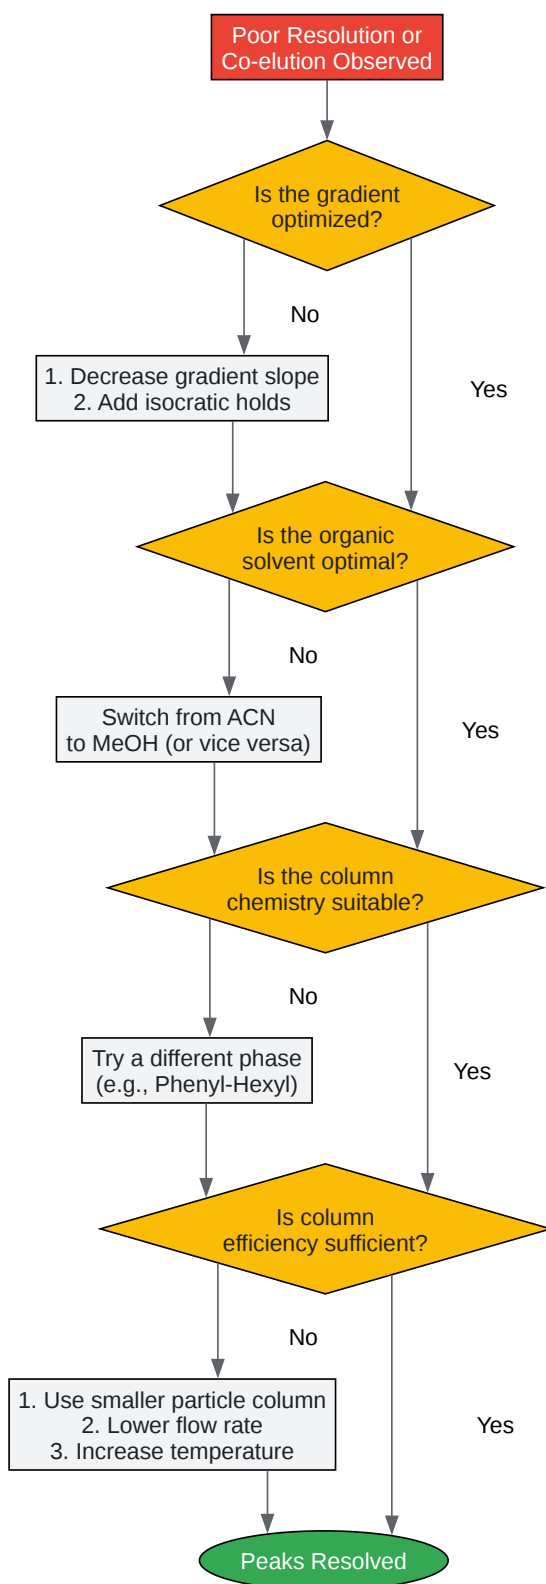 Poor Resolution or
Co-elution Observed
Is the gradient
optimized?
No
1. Decrease gradient slope
2. Add isocratic holds
Yes
Is the organic
solvent optimal?
No
Switch from ACN
to MeOH (or vice versa)
Yes
Is the column
chemistry suitable?
No
Try a different phase
(e.g., Phenyl-Hexyl)
Yes
Is column
efficiency sufficient?
No
1. Use smaller particle column
2. Lower flow rate
3. Increase temperature
Yes
Peaks Resolved